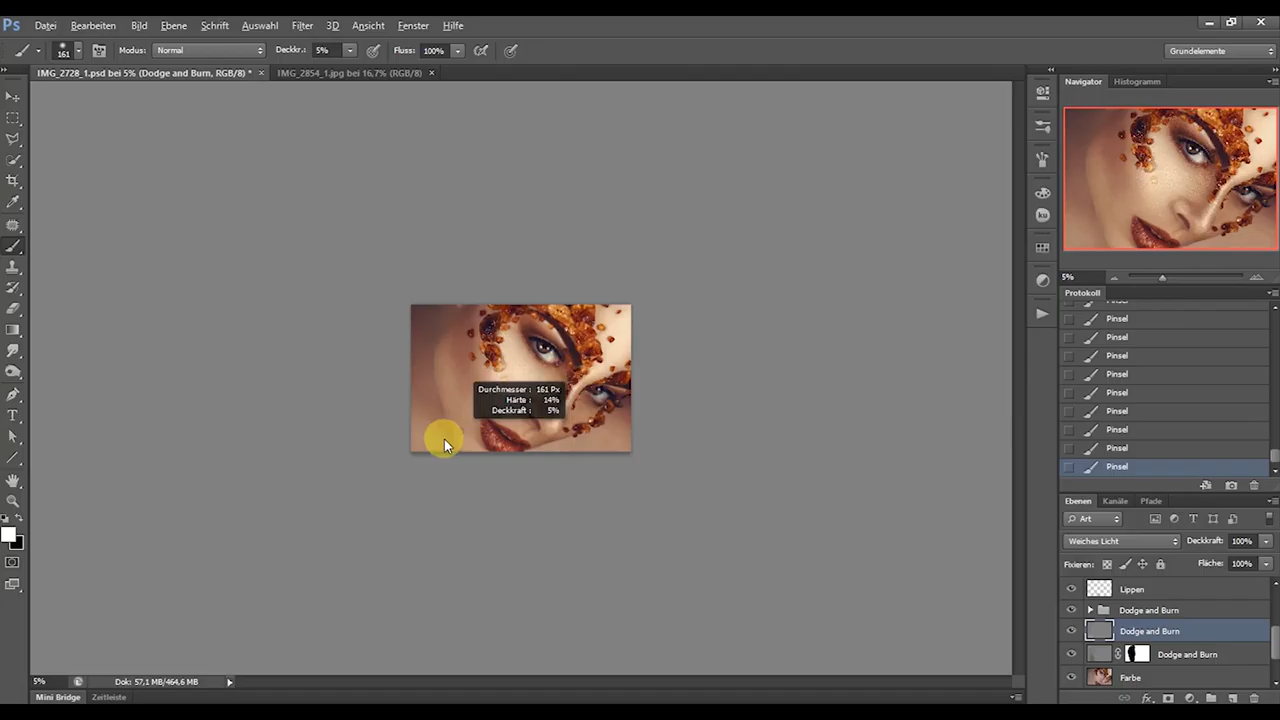 Ps Datei Bearbeiten Bild Ebene Schrift Auswahl Filter 3D Ansicht Fenster Hilfe
161 Modus: Normal Deckkr.: 5% Fluss: 100% Grundelemente
IMG_2728_1.psd bei 5% (Dodge and Burn, RGB/8) * × IMG_2854_1.jpg bei 16,7% (RGB/8) ×
Navigator Histogramm
5%
Protokoll
Pinsel
Pinsel
Pinsel
Pinsel
Pinsel
Pinsel
Pinsel
Pinsel
Pinsel
Durchmesser : 161 Px
Härte : 14%
Deckkraft : 5%
Ebenen Kanäle Pfade
Art
Weiches Licht Deckkraft: 100%
Fixieren: Fläche: 100%
Lippen
Dodge and Burn
Dodge and Burn
Dodge and Burn
Farbe
T
ku
fx
5% Dok: 57,1 MB/464,6 MB
Mini Bridge Zeitleiste